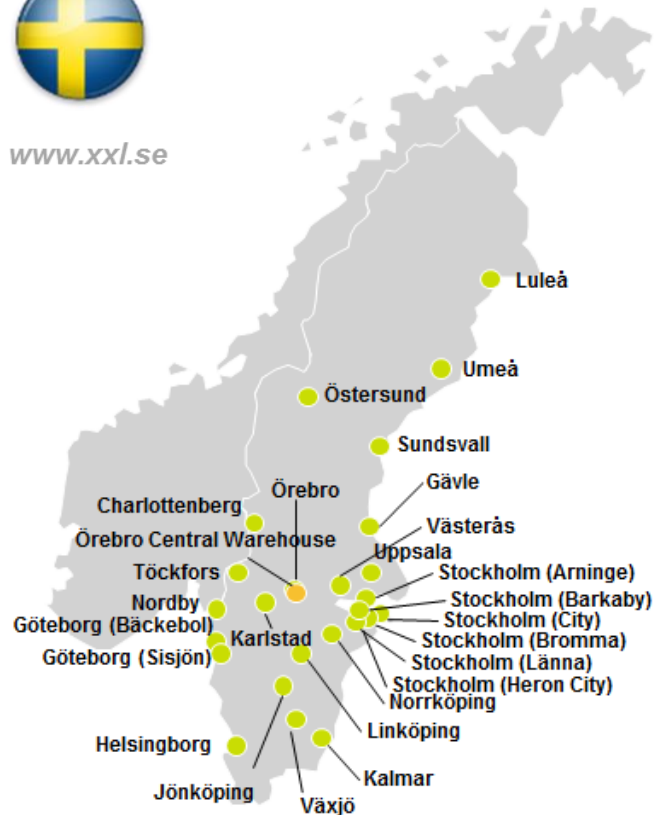 www.xxl.se
Luleå
Umeå
Östersund
Sundsvall
Örebro
Gävle
Charlottenberg
Västerås
Örebro Central Warehouse
Uppsala
Töckfors
Stockholm (Arninge)
Nordby
Stockholm (Barkaby)
Göteborg (Bäckebol)
Stockholm (City)
Karlstad
Stockholm (Bromma)
Göteborg (Sisjön)
Stockholm (Länna)
Stockholm (Heron City)
Norrköping
Linköping
Helsingborg
Kalmar
Jönköping
Växjö